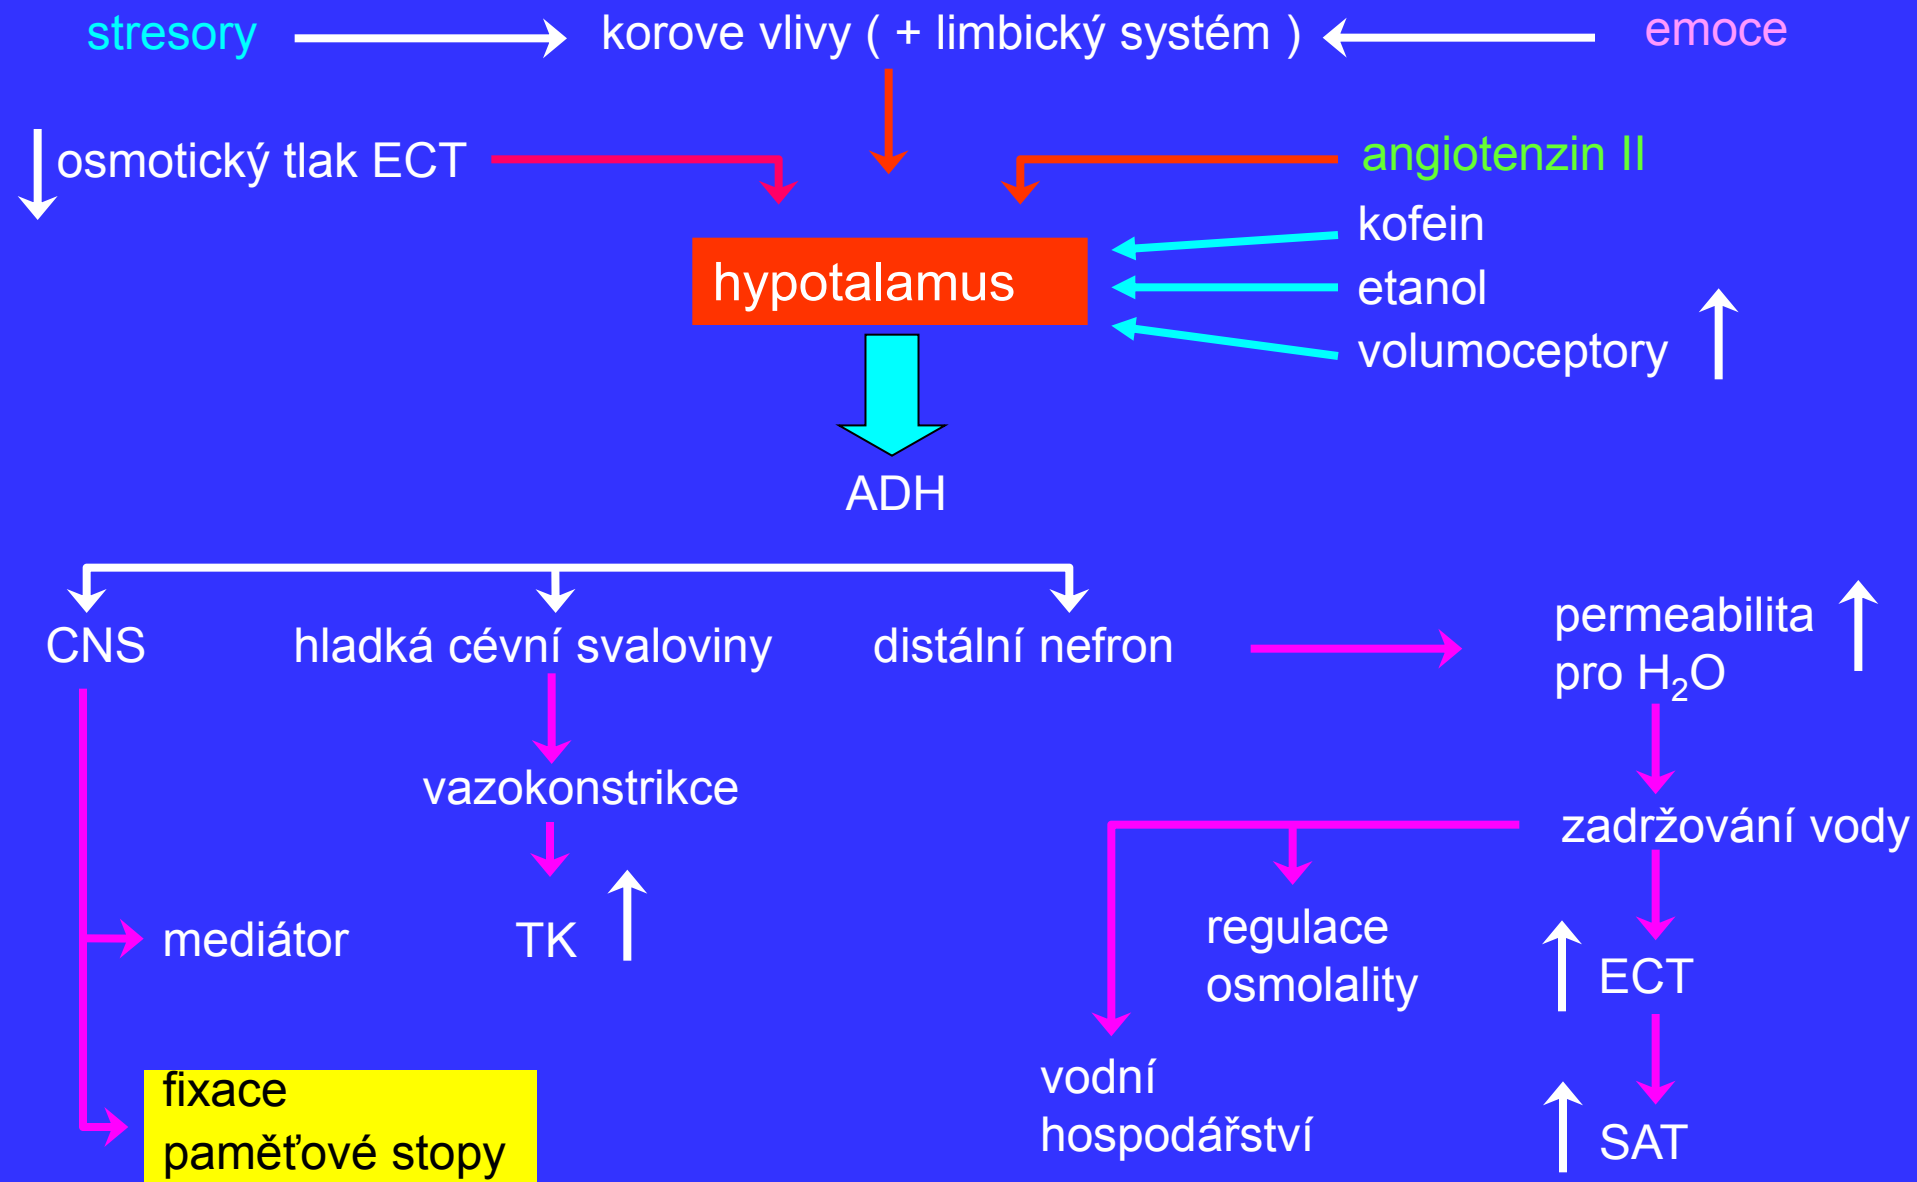 stresory
korove vlivy ( + limbický systém )
emoce
osmotický tlak ECT
angiotenzin II
kofein
hypotalamus
etanol
volumoceptory
ADH
CNS
hladká cévní svaloviny
distální nefron
permeabilita
pro H₂O
vazokonstrikce
zadržování vody
mediátor
TK
regulace
osmolality
ECT
vodní
hospodářství
SAT
fixace
paměťové stopy